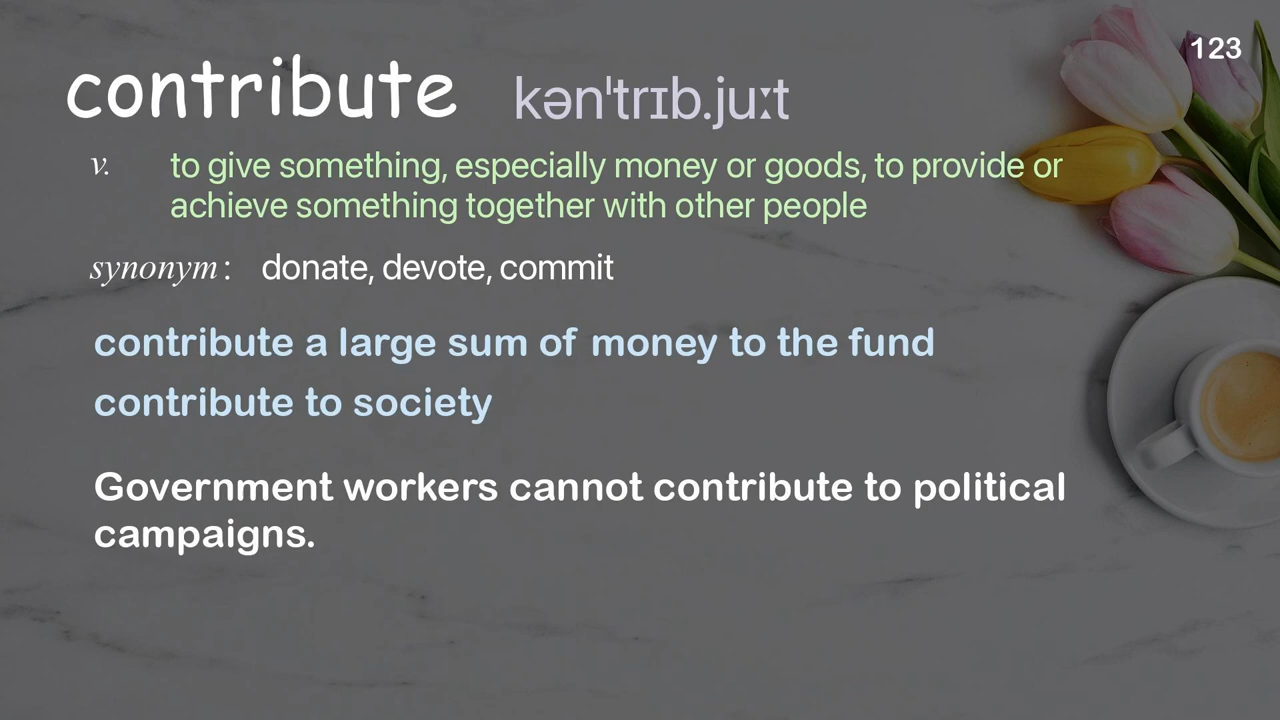 123
contribute kənˈtrɪb.juːt
v. to give something, especially money or goods, to provide or
achieve something together with other people
synonym: donate, devote, commit
contribute a large sum of money to the fund
contribute to society
Government workers cannot contribute to political
campaigns.